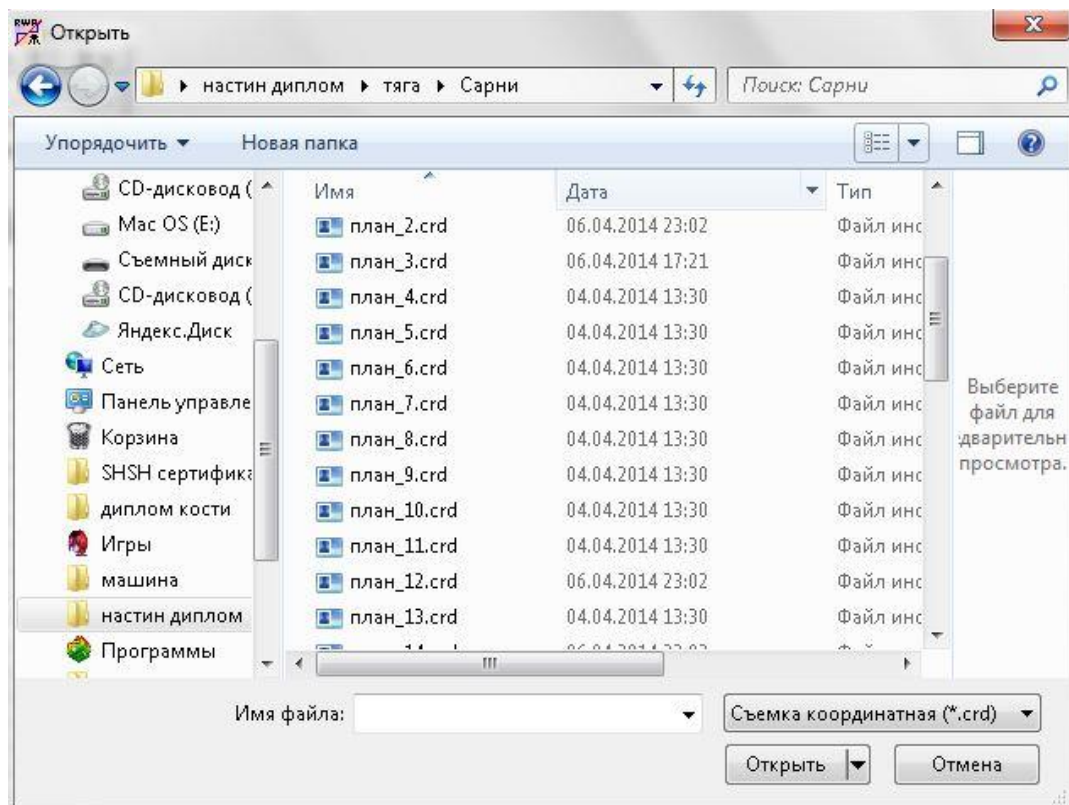 RWPlan Открыть
настин диплом ▸ тяга ▸ Сарни
Поиск: Сарни
Упорядочить Новая папка
CD-дисковод (
Mac OS (E:)
Съемный диск
CD-дисковод (
Яндекс.Диск
Сеть
Панель управле
Корзина
SHSH сертифика
диплом кости
Игры
машина
настин диплом
Программы
Имя Дата Тип
план_2.crd 06.04.2014 23:02 Файл инс
план_3.crd 06.04.2014 17:21 Файл инс
план_4.crd 04.04.2014 13:30 Файл инс
план_5.crd 04.04.2014 13:30 Файл инс
план_6.crd 04.04.2014 13:30 Файл инс
план_7.crd 04.04.2014 13:30 Файл инс
план_8.crd 04.04.2014 13:30 Файл инс
план_9.crd 04.04.2014 13:30 Файл инс
план_10.crd 04.04.2014 13:30 Файл инс
план_11.crd 04.04.2014 13:30 Файл инс
план_12.crd 06.04.2014 23:02 Файл инс
план_13.crd 04.04.2014 13:30 Файл инс
Выберите
файл для
дварительн
просмотра.
Имя файла:
Съемка координатная (*.crd)
Открыть Отмена